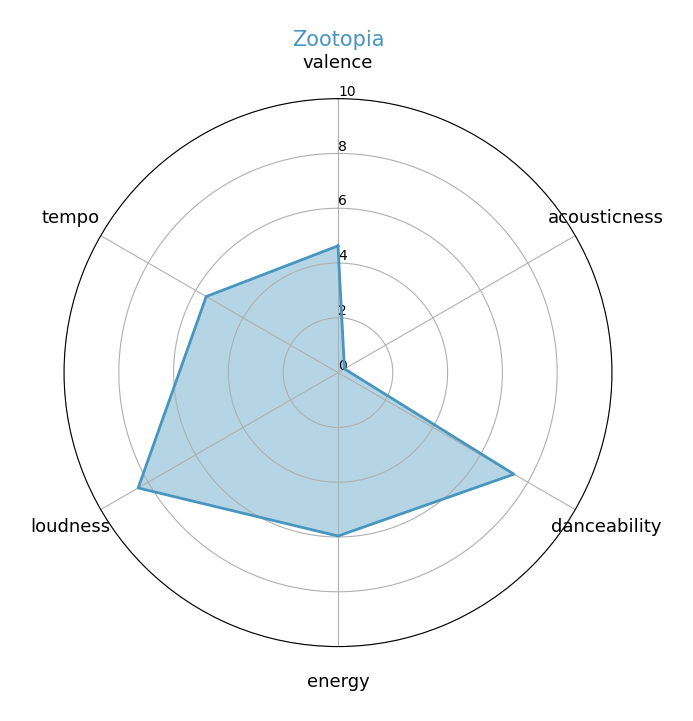 Zootopia
valence
10
8
tempo
6
acousticness
4
2
0
loudness
danceability
energy